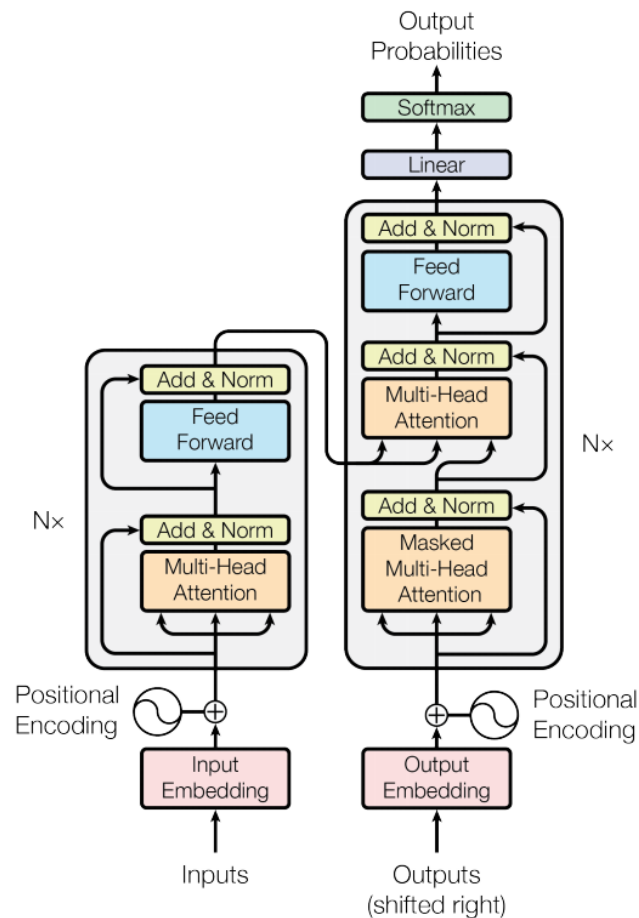 Output
Probabilities
Softmax
Linear
Add & Norm
Feed
Forward
Add & Norm
Multi-Head
Attention
Add & Norm
Masked
Multi-Head
Attention
N×
Add & Norm
Feed
Forward
Add & Norm
Multi-Head
Attention
N×
Positional
Encoding
Positional
Encoding
Input
Embedding
Output
Embedding
Inputs
Outputs
(shifted right)